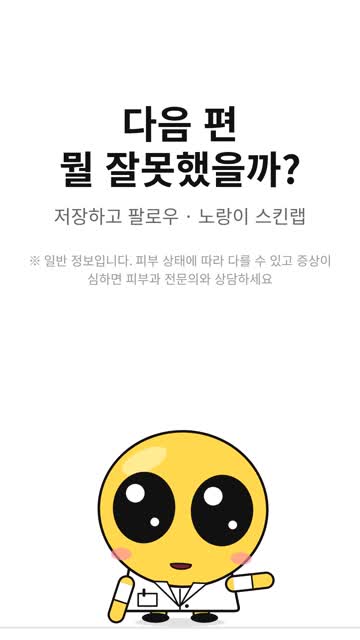 다음 편
뭘 잘못했을까?
저장하고 팔로우 · 노랑이 스킨랩
※ 일반 정보입니다. 피부 상태에 따라 다를 수 있고 증상이
심하면 피부과 전문의와 상담하세요